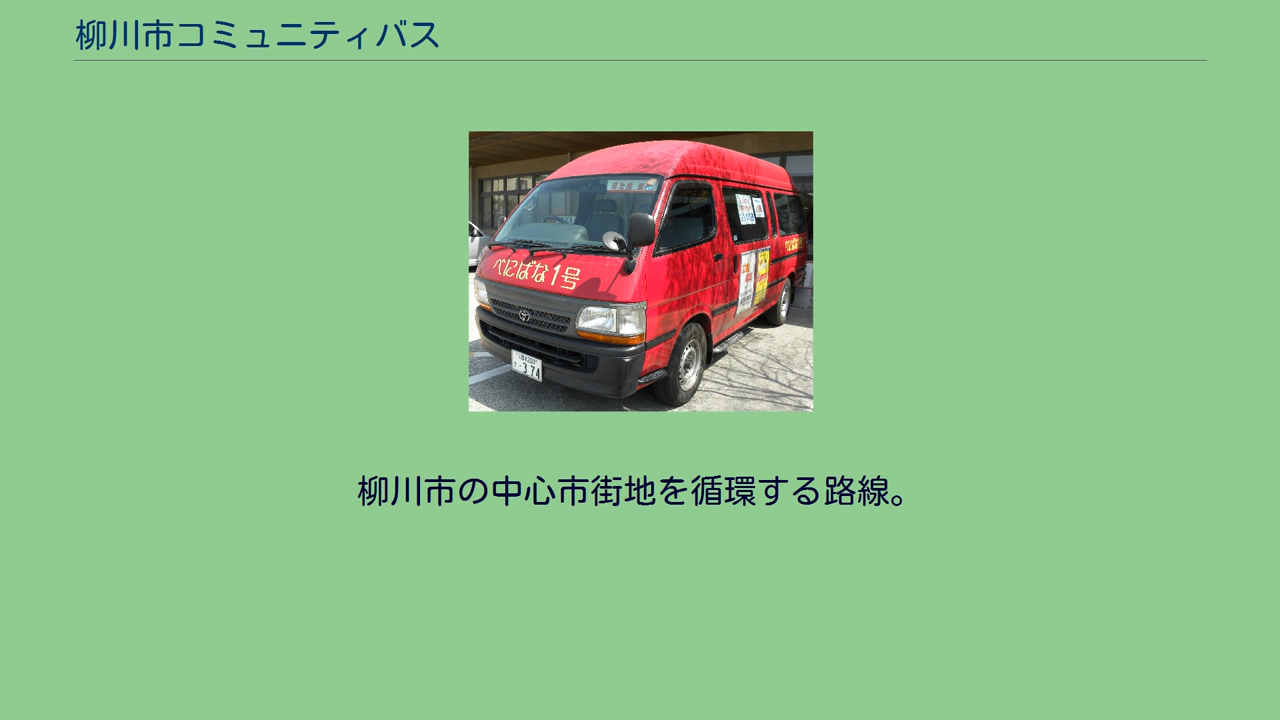 柳川市コミュニティバス
べにばな1号
374
柳川市の中心市街地を循環する路線。